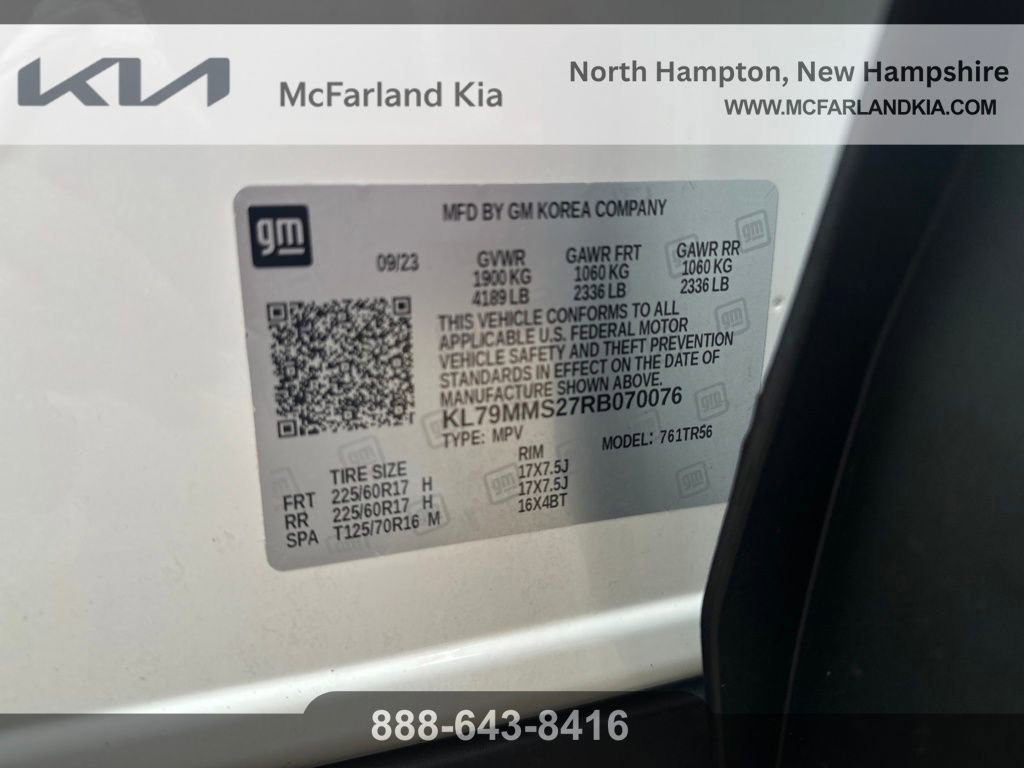 KIA
McFarland Kia
North Hampton, New Hampshire
WWW.MCFARLANDKIA.COM
gm
MFD BY GM KOREA COMPANY
09/23
GVWR GAWR FRT GAWR RR
1900 KG 1060 KG 1060 KG
4189 LB 2336 LB 2336 LB
THIS VEHICLE CONFORMS TO ALL
APPLICABLE U.S. FEDERAL MOTOR
VEHICLE SAFETY AND THEFT PREVENTION
STANDARDS IN EFFECT ON THE DATE OF
MANUFACTURE SHOWN ABOVE.
KL79MMS27RB070076
TYPE: MPV MODEL: 761TR56
TIRE SIZE RIM
FRT 225/60R17 H 17X7.5J
RR 225/60R17 H 17X7.5J
SPA T125/70R16 M 16X4BT
888-643-8416